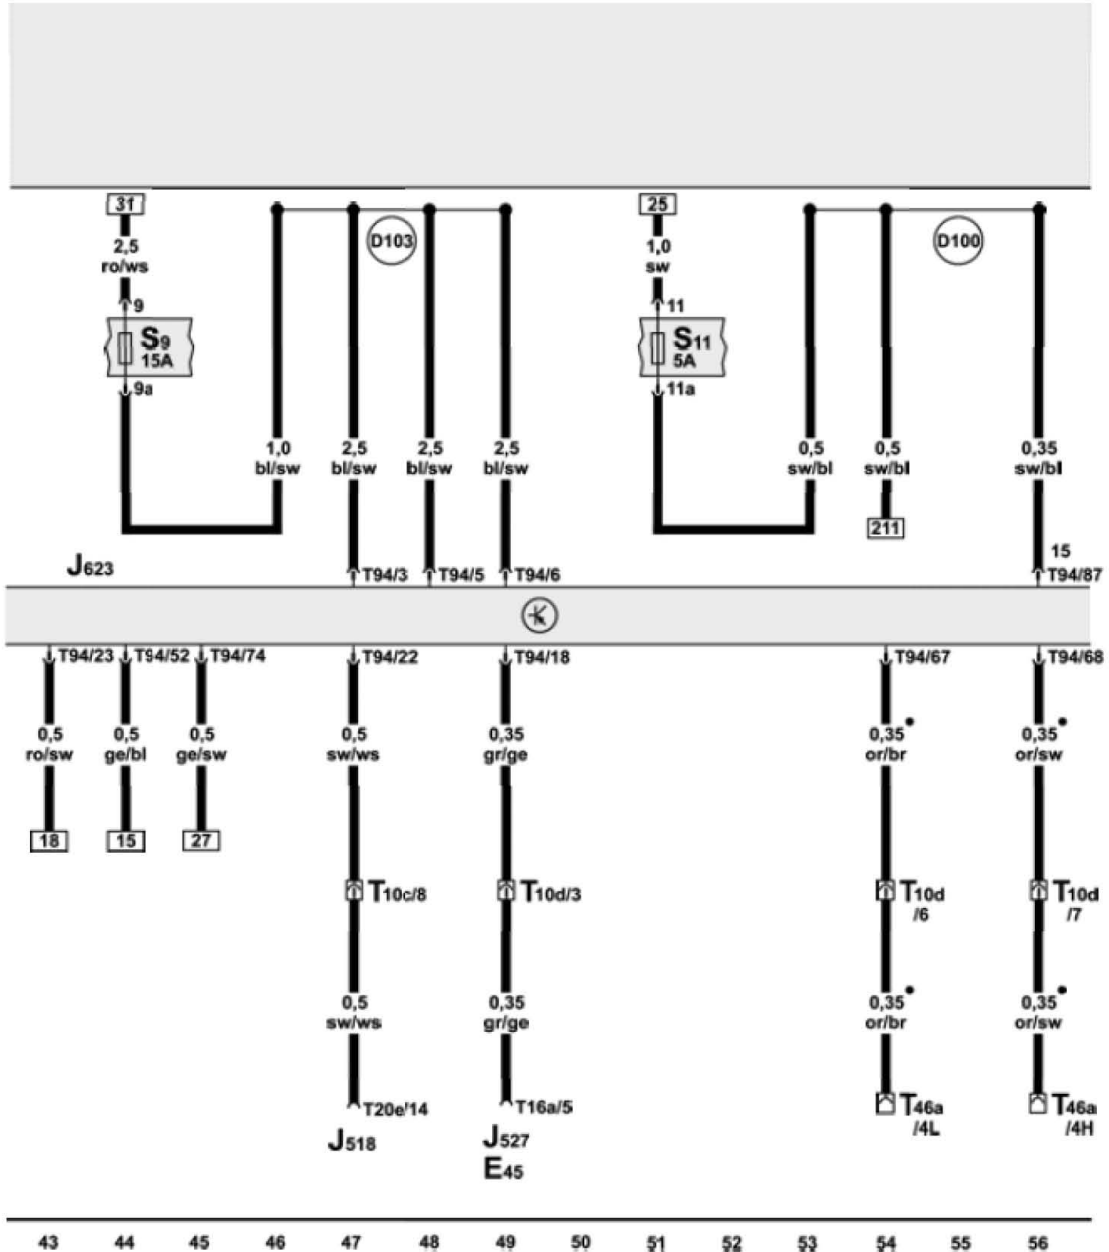 31 25
D103 D100
2,5 1,0
ro/ws sw
9 11
S9 S11
15A 5A
9a 11a
1,0 2,5 2,5 2,5 0,5 0,5 0,35
bl/sw bl/sw bl/sw bl/sw sw/bl sw/bl sw/bl
211
15
J623
T94/3 T94/5 T94/6 T94/87
T94/23 T94/52 T94/74 T94/22 T94/18 T94/67 T94/68
0,5 0,5 0,5 0,5 0,35 0,35 0,35
ro/sw ge/bl ge/sw sw/ws gr/ge or/br or/sw
18 15 27
T10c/8 T10d/3 T10d T10d
/6 /7
0,5 0,35 0,35 0,35
sw/ws gr/ge or/br or/sw
T20e/14 T16a/5 T46a T46a
/4L /4H
J518 J527
E45
43 44 45 46 47 48 49 50 51 52 53 54 55 56